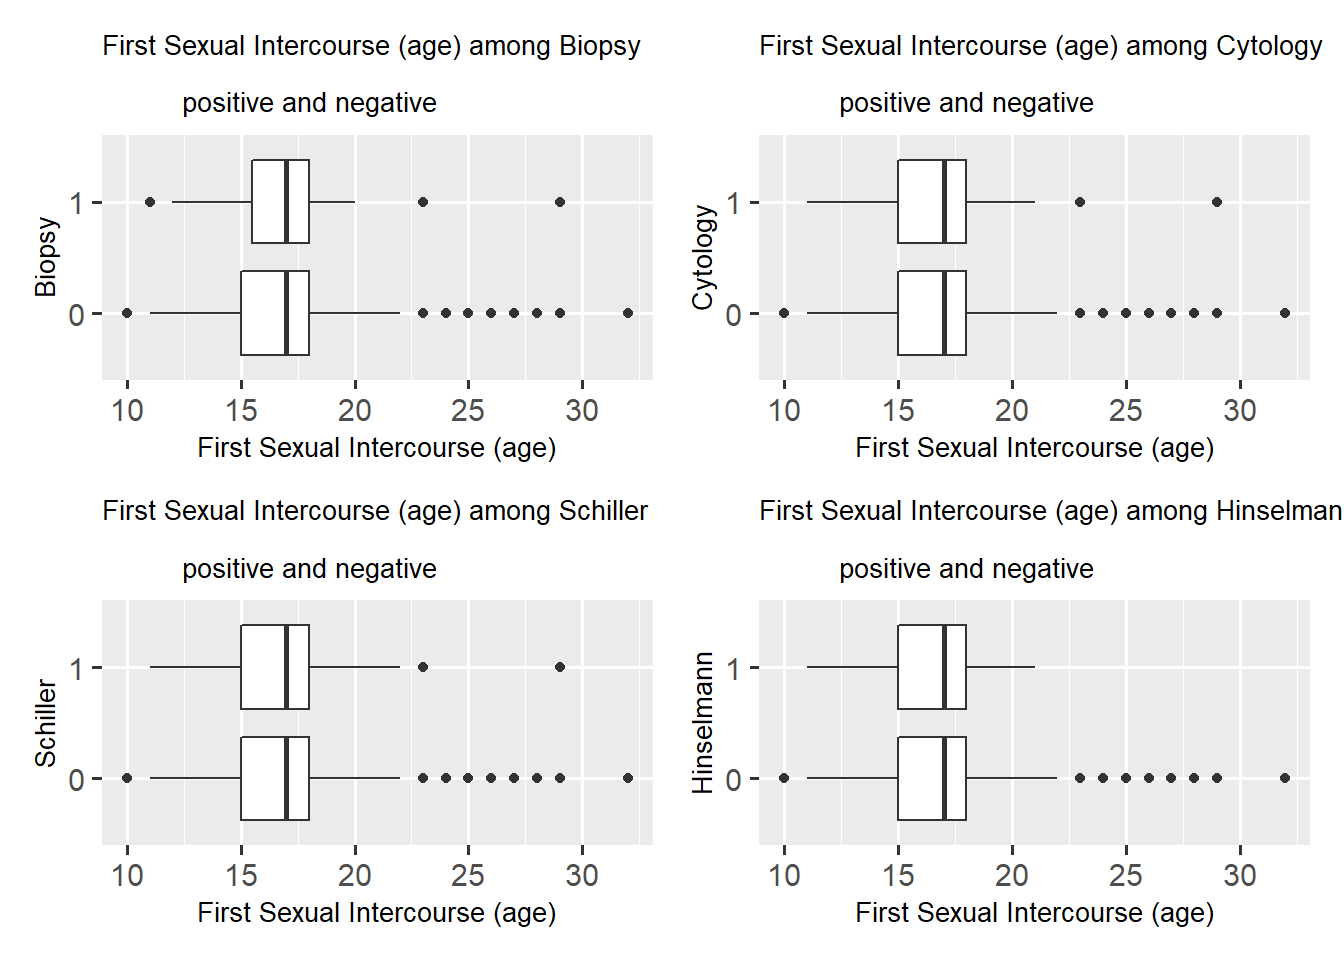 First Sexual Intercourse (age) among Biopsy
positive and negative
Biopsy
1
0
10 15 20 25 30
First Sexual Intercourse (age)
First Sexual Intercourse (age) among Cytology
positive and negative
Cytology
1
0
10 15 20 25 30
First Sexual Intercourse (age)
First Sexual Intercourse (age) among Schiller
positive and negative
Schiller
1
0
10 15 20 25 30
First Sexual Intercourse (age)
First Sexual Intercourse (age) among Hinselman
positive and negative
Hinselmann
1
0
10 15 20 25 30
First Sexual Intercourse (age)